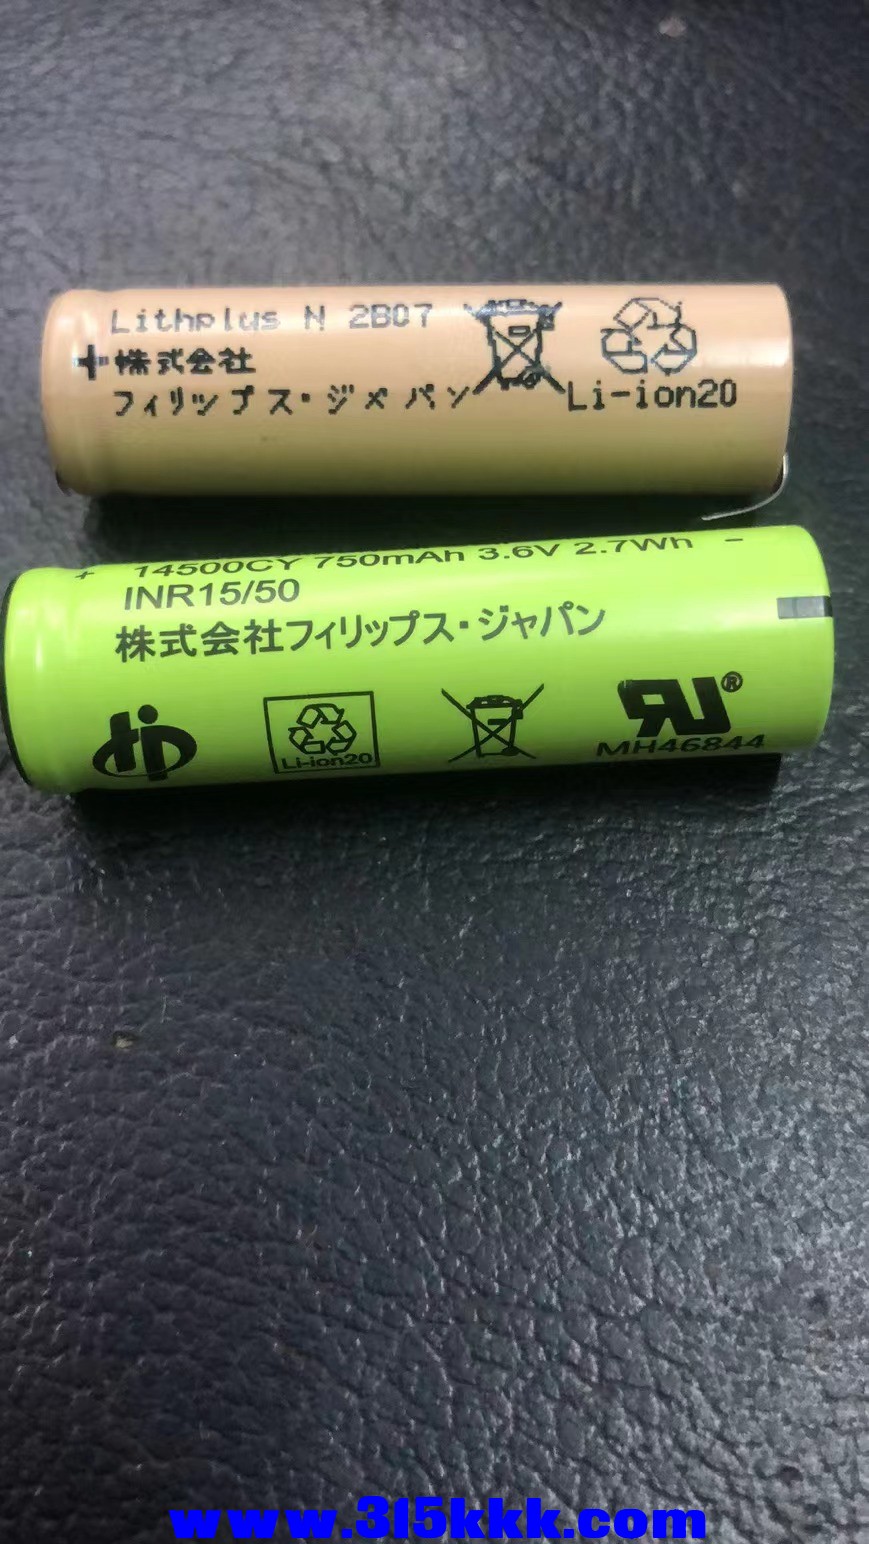 Lithplus N 2B07
+株式会社
フィリップス・ジメパン
Li-ion20
+ 14500CY 750mAh 3.6V 2.7Wh -
INR15/50
株式会社フィリップス・ジャパン
Li-ion20
RU®
MH46844
www.315kkk.com